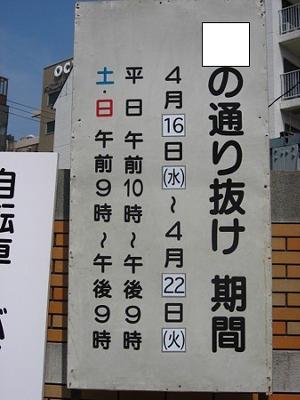 の通り抜け 期間
4月16日(水)～4月22日(火)
平日 午前10時～午後9時
土・日 午前9時～午後9時
自転車